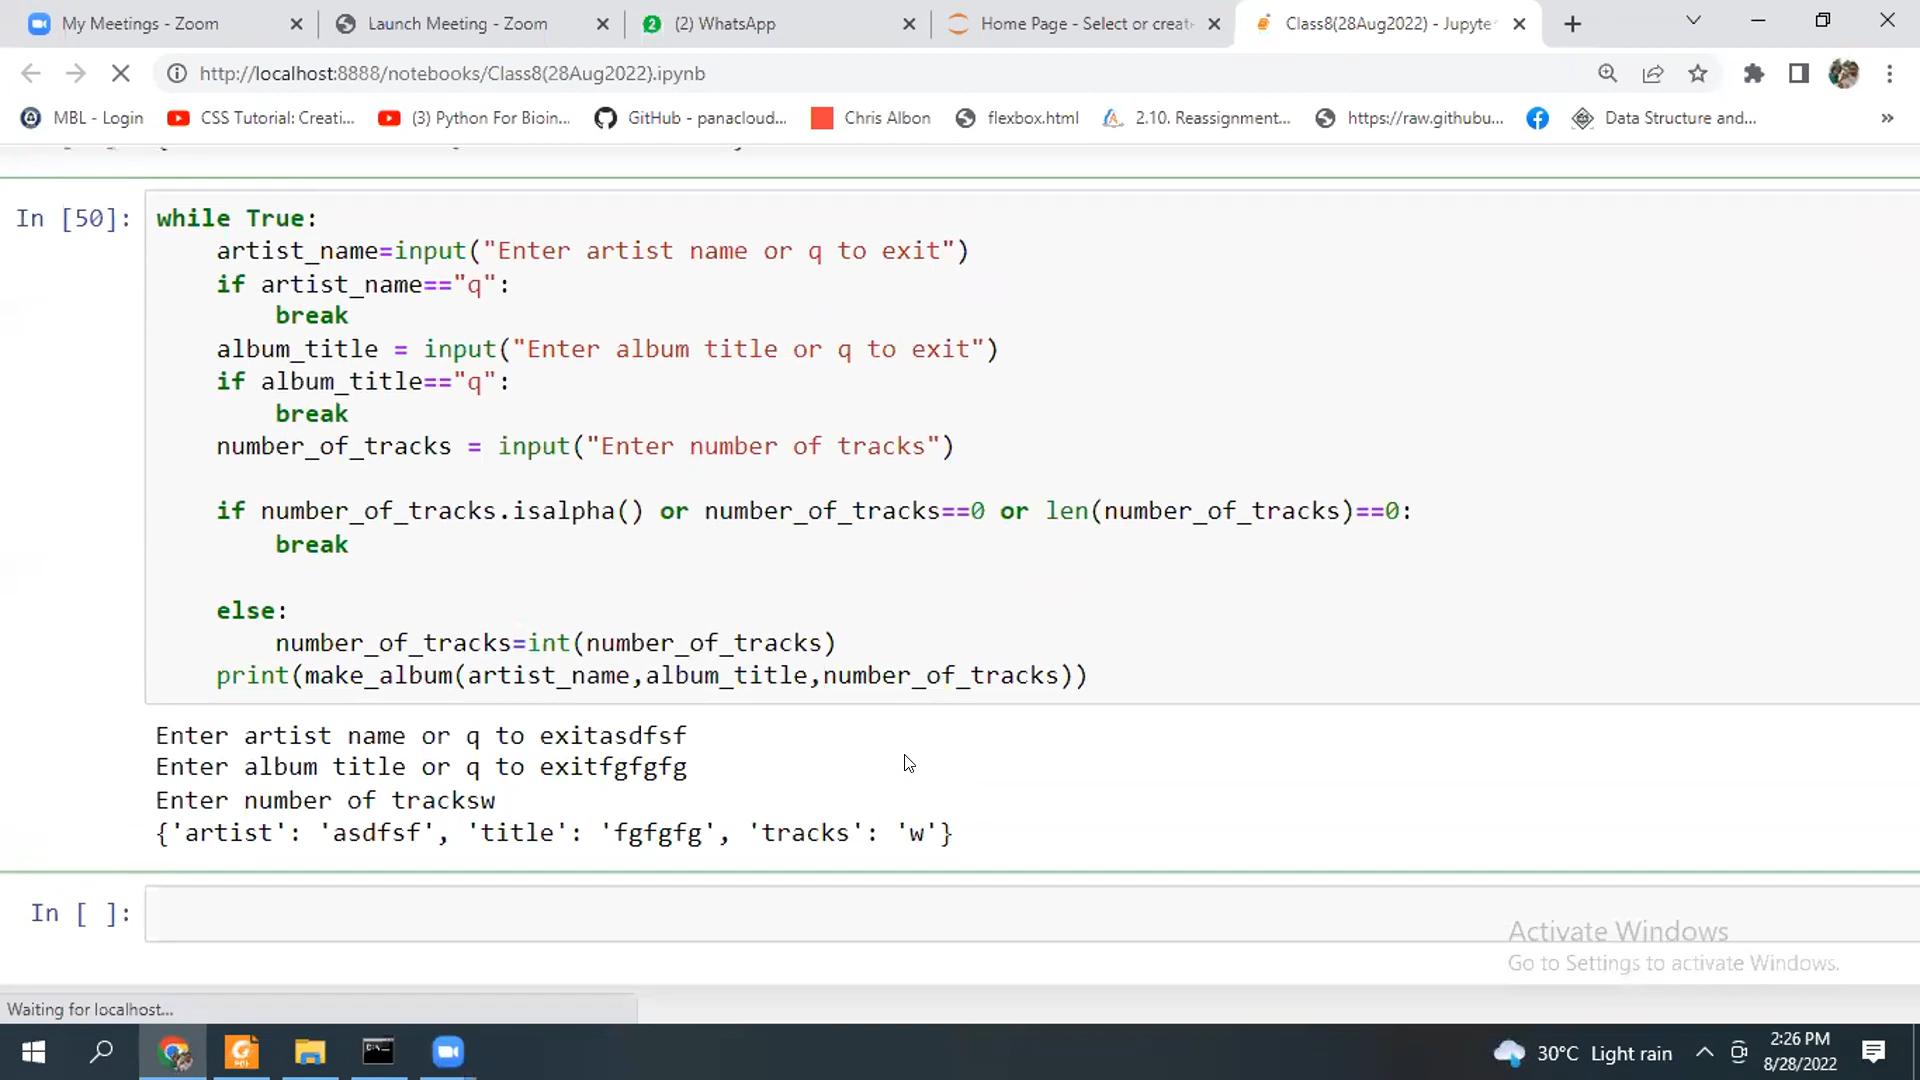 My Meetings - Zoom
Launch Meeting - Zoom
2 (2) WhatsApp
Home Page - Select or creat
Class8(28Aug2022) - Jupyte
http://localhost:8888/notebooks/Class8(28Aug2022).ipynb
MBL - Login
CSS Tutorial: Creati...
(3) Python For Bioin...
GitHub - panacloud...
Chris Albon
flexbox.html
2.10. Reassignment...
https://raw.githubu...
Data Structure and...
»
In [50]:
while True:
    artist_name=input("Enter artist name or q to exit")
    if artist_name=="q":
        break
    album_title = input("Enter album title or q to exit")
    if album_title=="q":
        break
    number_of_tracks = input("Enter number of tracks")
    if number_of_tracks.isalpha() or number_of_tracks==0 or len(number_of_tracks)==0:
        break
    else:
        number_of_tracks=int(number_of_tracks)
    print(make_album(artist_name,album_title,number_of_tracks))
Enter artist name or q to exitasdfsf
Enter album title or q to exitfgfgfg
Enter number of tracksw
{'artist': 'asdfsf', 'title': 'fgfgfg', 'tracks': 'w'}
In [ ]:
Activate Windows
Go to Settings to activate Windows.
Waiting for localhost...
30°C Light rain
2:26 PM
8/28/2022